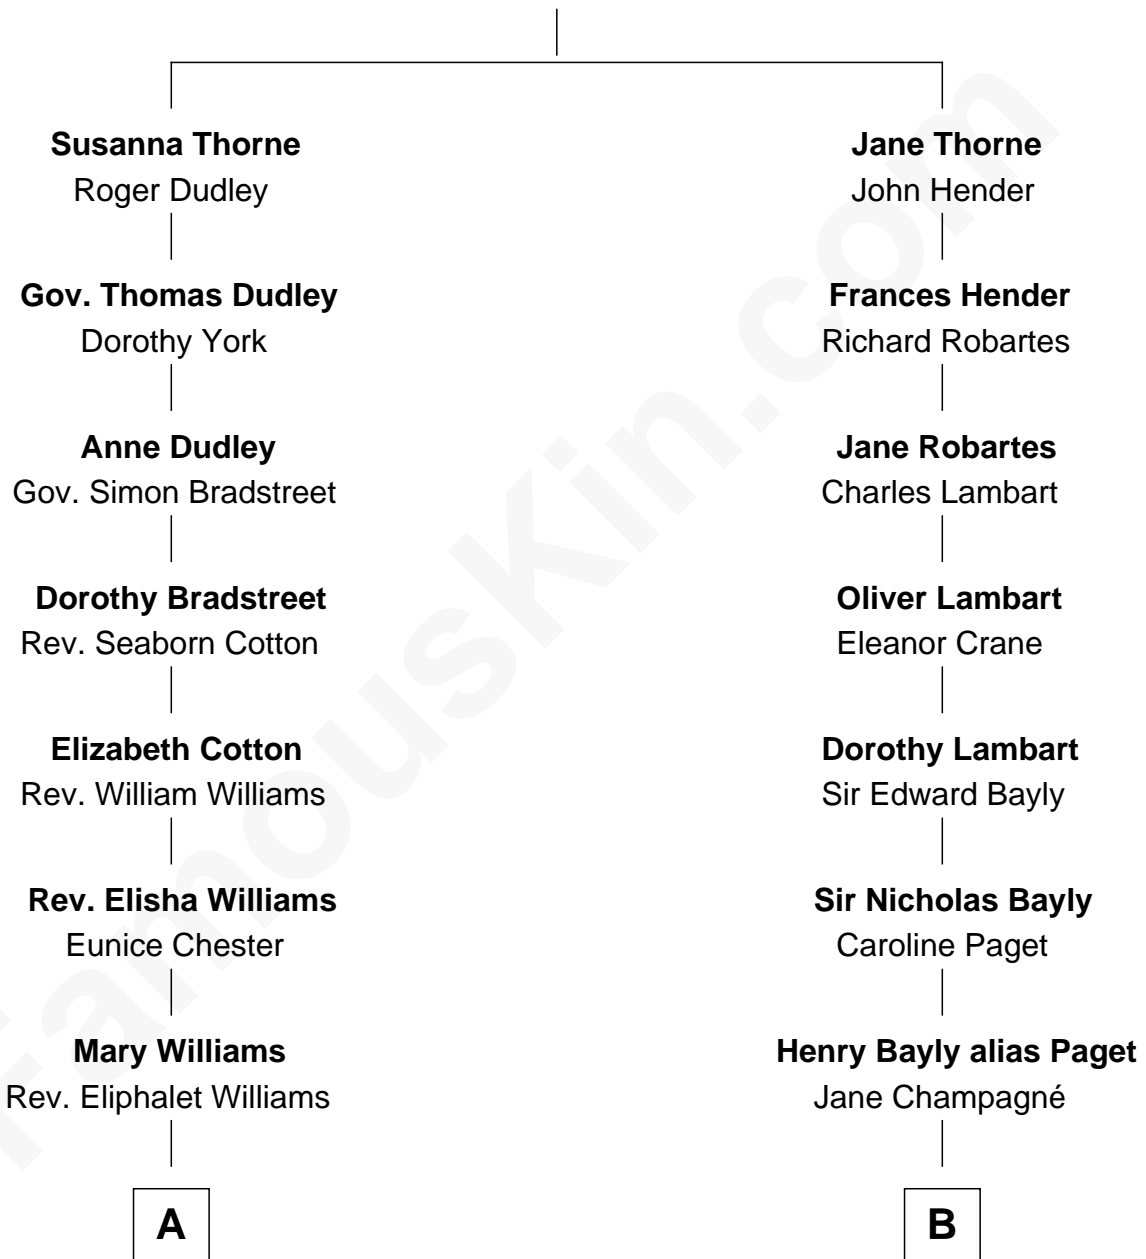 Susanna Thorne
Roger Dudley
Gov. Thomas Dudley
Dorothy York
Anne Dudley
Gov. Simon Bradstreet
Dorothy Bradstreet
Rev. Seaborn Cotton
Elizabeth Cotton
Rev. William Williams
Rev. Elisha Williams
Eunice Chester
Mary Williams
Rev. Eliphalet Williams
A
Jane Thorne
John Hender
Frances Hender
Richard Robartes
Jane Robartes
Charles Lambart
Oliver Lambart
Eleanor Crane
Dorothy Lambart
Sir Edward Bayly
Sir Nicholas Bayly
Caroline Paget
Henry Bayly alias Paget
Jane Champagné
B
FamousKin.com